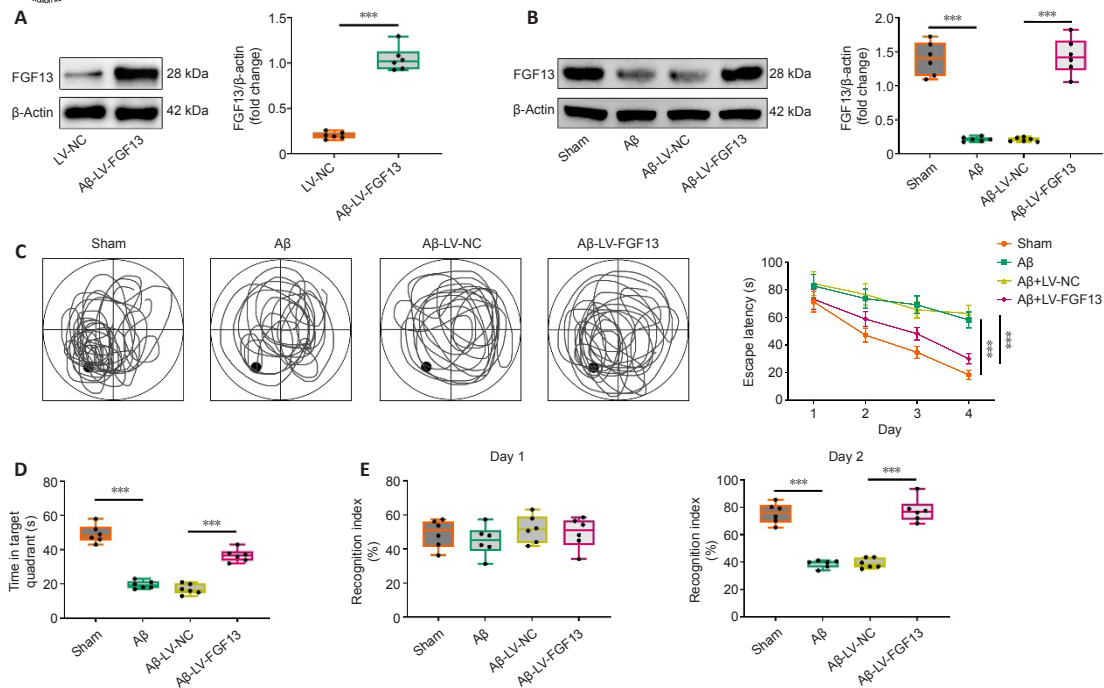 A
FGF13
28 kDa
β-Actin
42 kDa
LV-NC
Aβ-LV-FGF13
FGF13/β-actin
(fold change)
1.5
1.0
0.5
0.0
***
LV-NC
Aβ-LV-FGF13
B
FGF13
28 kDa
β-Actin
42 kDa
Sham
Aβ
Aβ-LV-NC
Aβ-LV-FGF13
FGF13/β-actin
(fold change)
2.0
1.5
1.0
0.5
0.0
***
***
Sham
Aβ
Aβ-LV-NC
Aβ-LV-FGF13
C
Sham
Aβ
Aβ-LV-NC
Aβ-LV-FGF13
Sham
Aβ
Aβ+LV-NC
Aβ+LV-FGF13
Escape latency (s)
100
80
60
40
20
0
***
***
1
2
3
4
Day
D
Time in target
quadrant (s)
80
60
40
20
0
***
***
Sham
Aβ
Aβ-LV-NC
Aβ-LV-FGF13
E
Day 1
Recognition index
(%)
80
60
40
20
0
Sham
Aβ
Aβ-LV-NC
Aβ-LV-FGF13
Day 2
Recognition index
(%)
100
80
60
40
20
0
***
***
Sham
Aβ
Aβ-LV-NC
Aβ-LV-FGF13